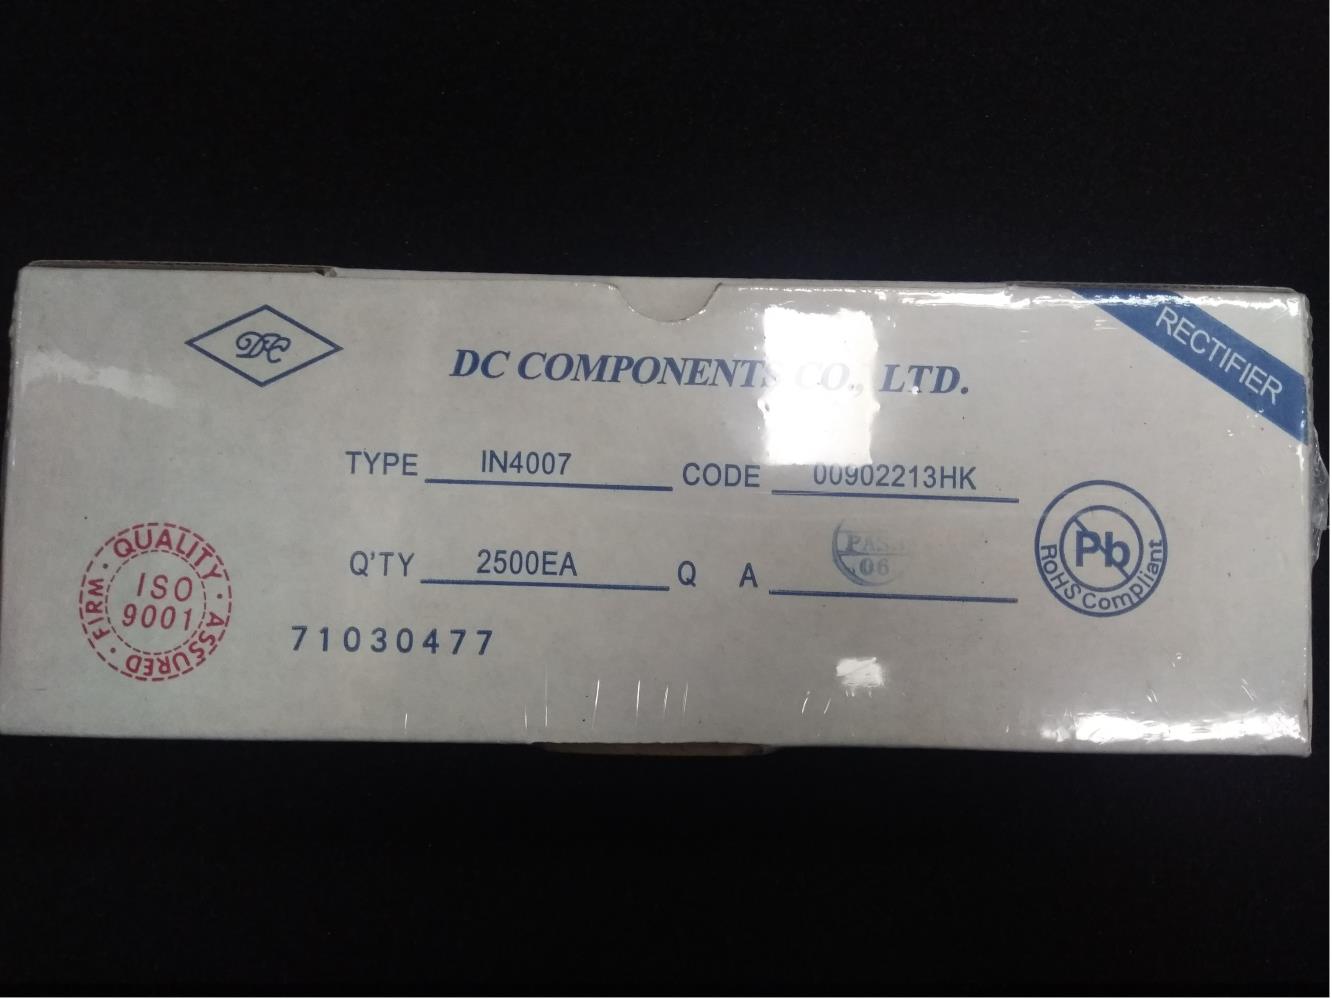 DC
DC COMPONENTS CO., LTD.
RECTIFIER
TYPE IN4007 CODE 00902213HK
Q'TY 2500EA Q A
06
Pb
RoHS Compliant
QUALITY · ASSURED · FIRM ·
ISO
9001
71030477